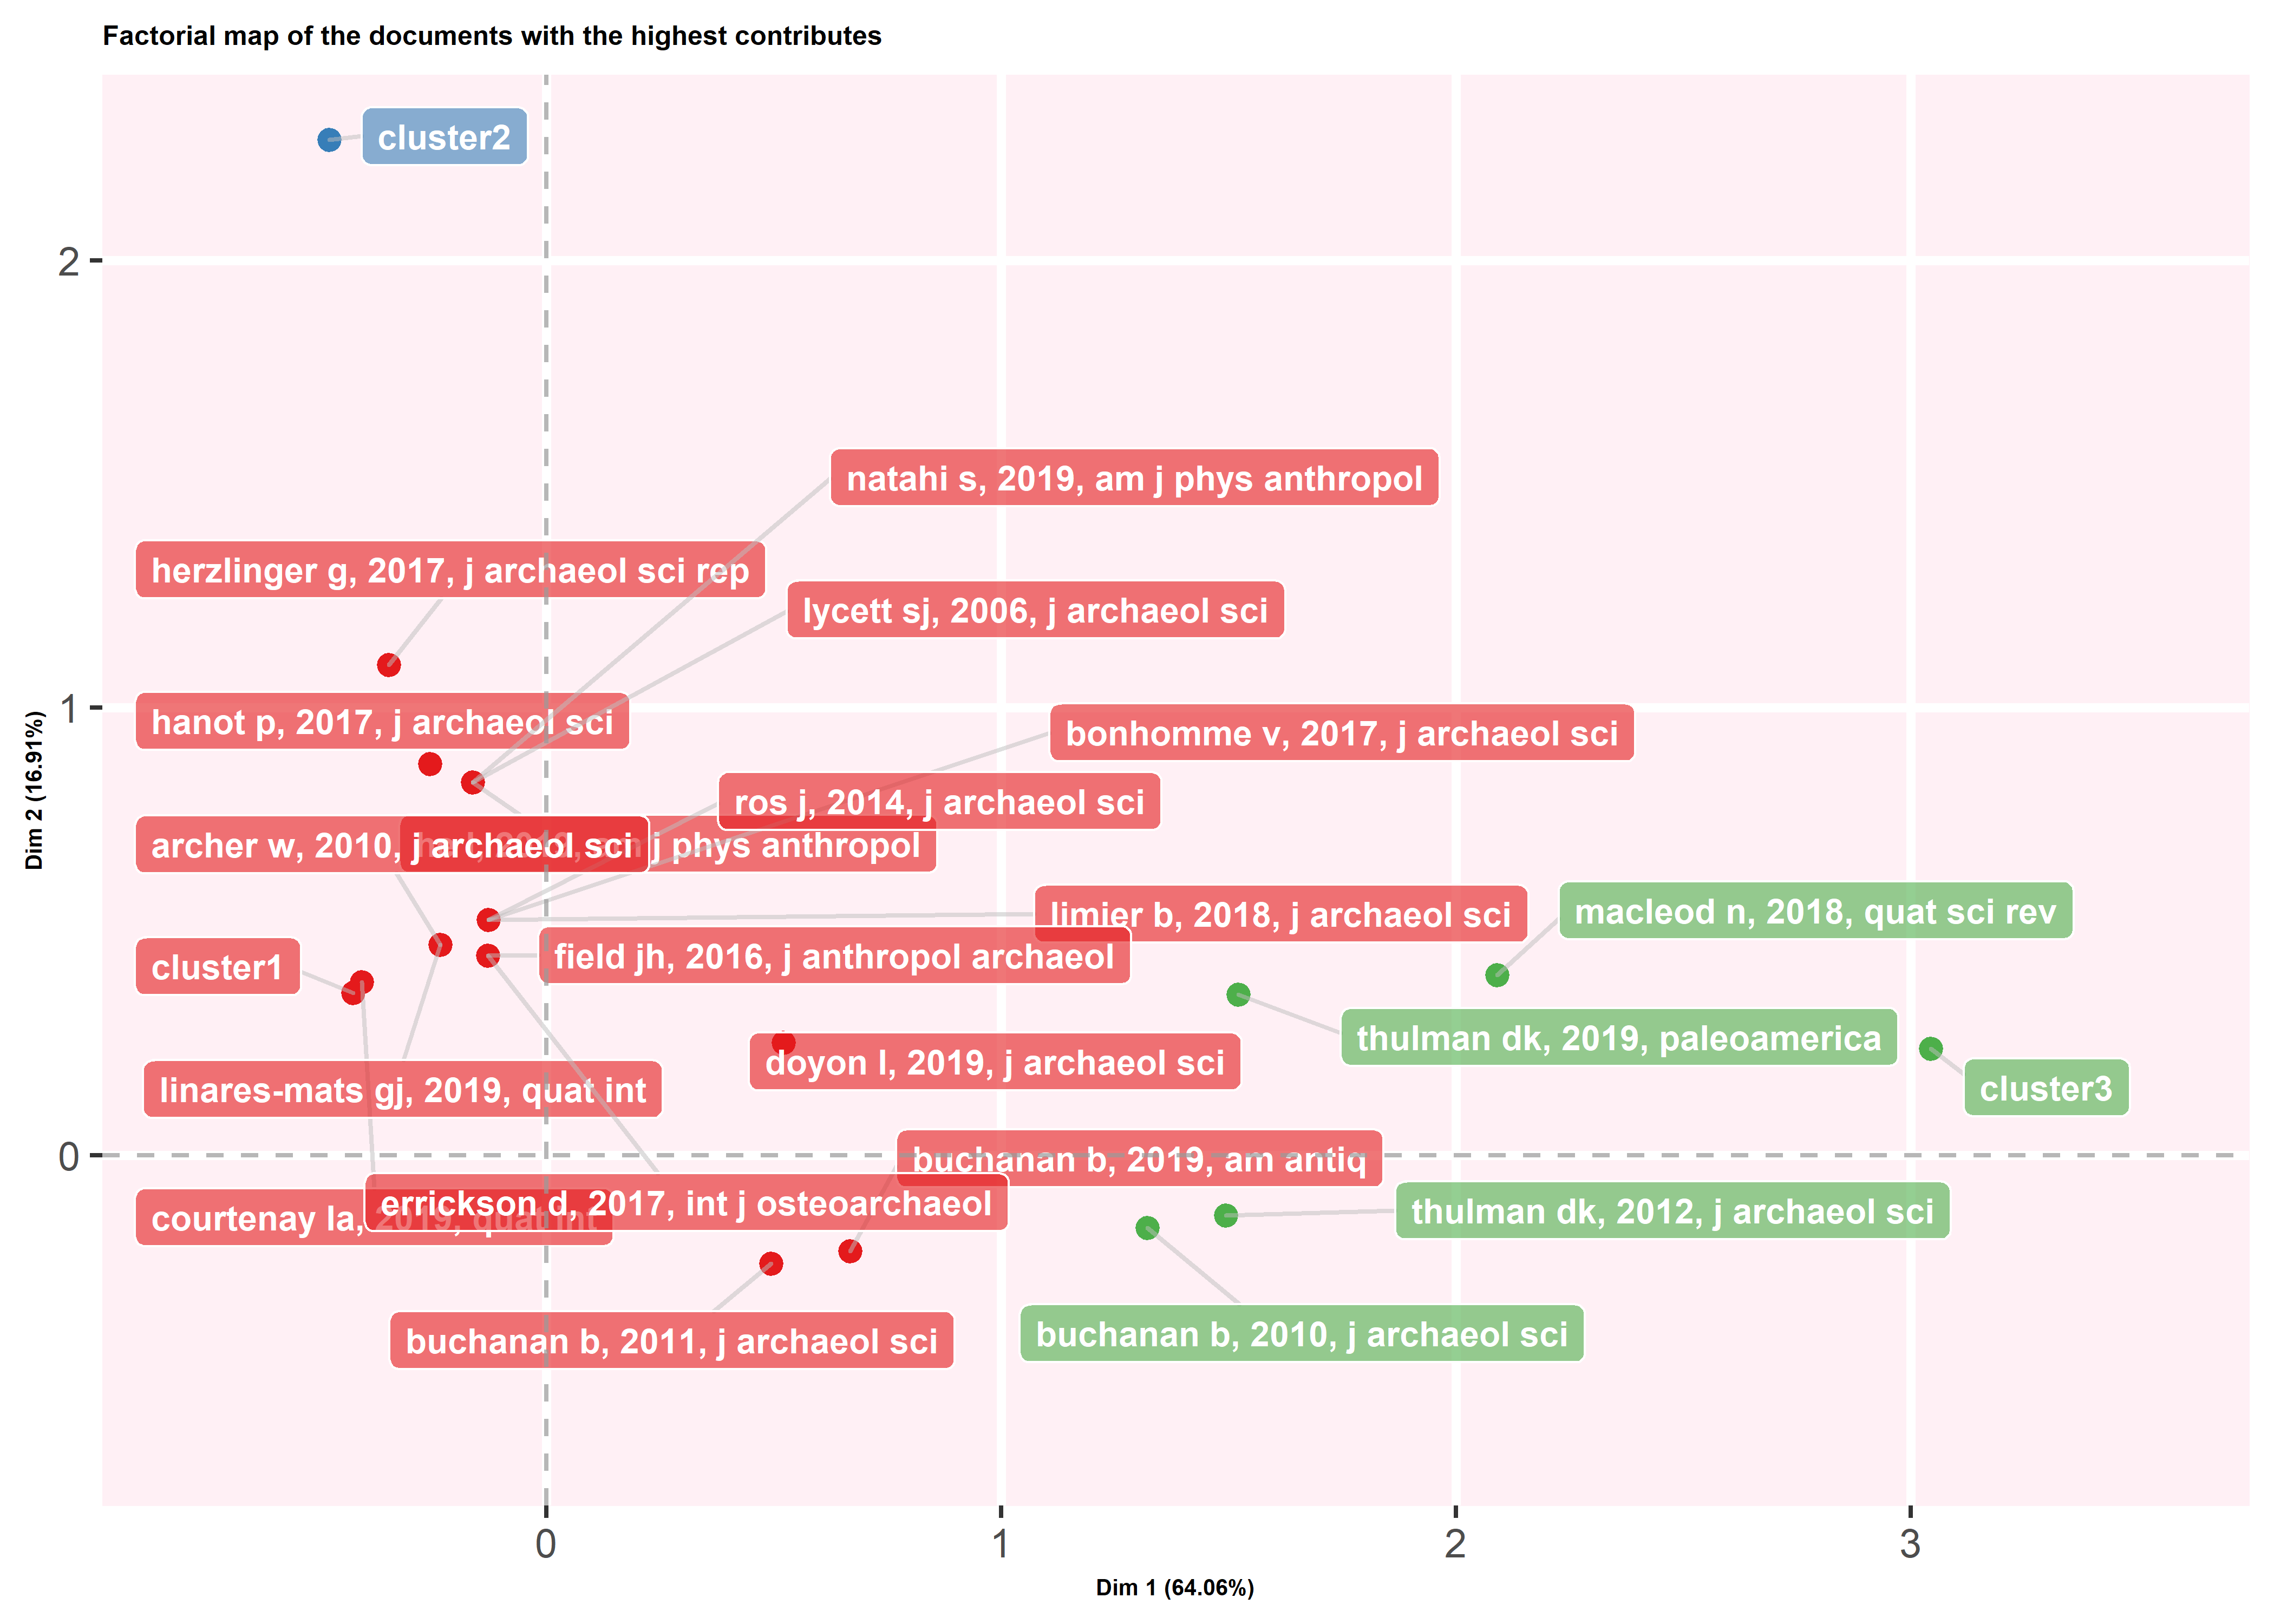 Factorial map of the documents with the highest contributes
cluster2
2
natahi s, 2019, am j phys anthropol
herzlinger g, 2017, j archaeol sci rep
lycett sj, 2006, j archaeol sci
1
hanot p, 2017, j archaeol sci
bonhomme v, 2017, j archaeol sci
ros j, 2014, j archaeol sci
archer w, 2010, j archaeol sci
j phys anthropol
limier b, 2018, j archaeol sci
macleod n, 2018, quat sci rev
field jh, 2016, j anthropol archaeol
cluster1
thulman dk, 2019, paleoamerica
doyon l, 2019, j archaeol sci
linares-mats gj, 2019, quat int
cluster3
0
buchanan b, 2019, am antiq
errickson d, 2017, int j osteoarchaeol
courtenay la, 2019, quat int
thulman dk, 2012, j archaeol sci
buchanan b, 2011, j archaeol sci
buchanan b, 2010, j archaeol sci
0 1 2 3
Dim 1 (64.06%)
Dim 2 (16.91%)